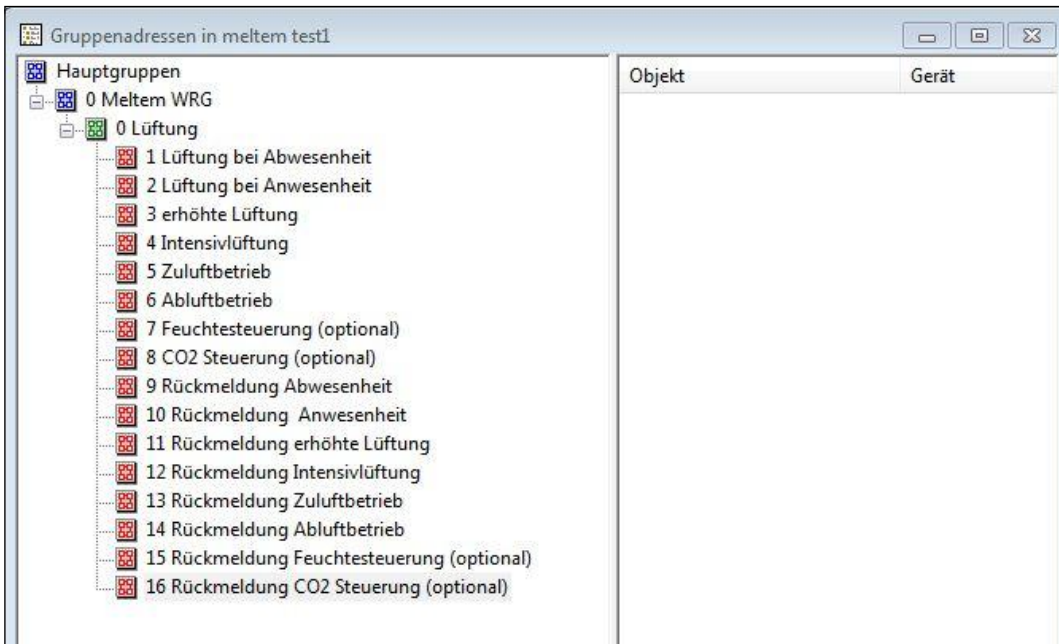 Gruppenadressen in meltem test1
Hauptgruppen
0 Meltem WRG
0 Lüftung
1 Lüftung bei Abwesenheit
2 Lüftung bei Anwesenheit
3 erhöhte Lüftung
4 Intensivlüftung
5 Zuluftbetrieb
6 Abluftbetrieb
7 Feuchtesteuerung (optional)
8 CO2 Steuerung (optional)
9 Rückmeldung Abwesenheit
10 Rückmeldung  Anwesenheit
11 Rückmeldung erhöhte Lüftung
12 Rückmeldung Intensivlüftung
13 Rückmeldung Zuluftbetrieb
14 Rückmeldung Abluftbetrieb
15 Rückmeldung Feuchtesteuerung (optional)
16 Rückmeldung CO2 Steuerung (optional)
Objekt Gerät